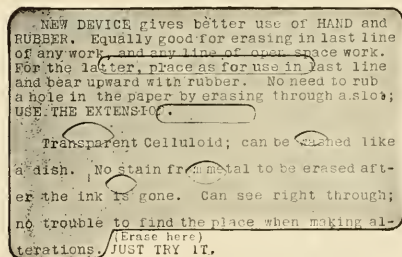 NEW DEVICE gives better use of HAND and
RUBBER. Equally good for erasing in last line
of any work, and any line of open space work.
For the latter, place as for use in last line
and bear upward with rubber. No need to rub
a hole in the paper by erasing through a slot;
USE THE EXTENSION.
Transparent Celluloid; can be washed like
a dish. No stain from metal to be erased aft-
er the ink is gone. Can see right through;
no trouble to find the place when making al-
terations. (Erase here)
JUST TRY IT.